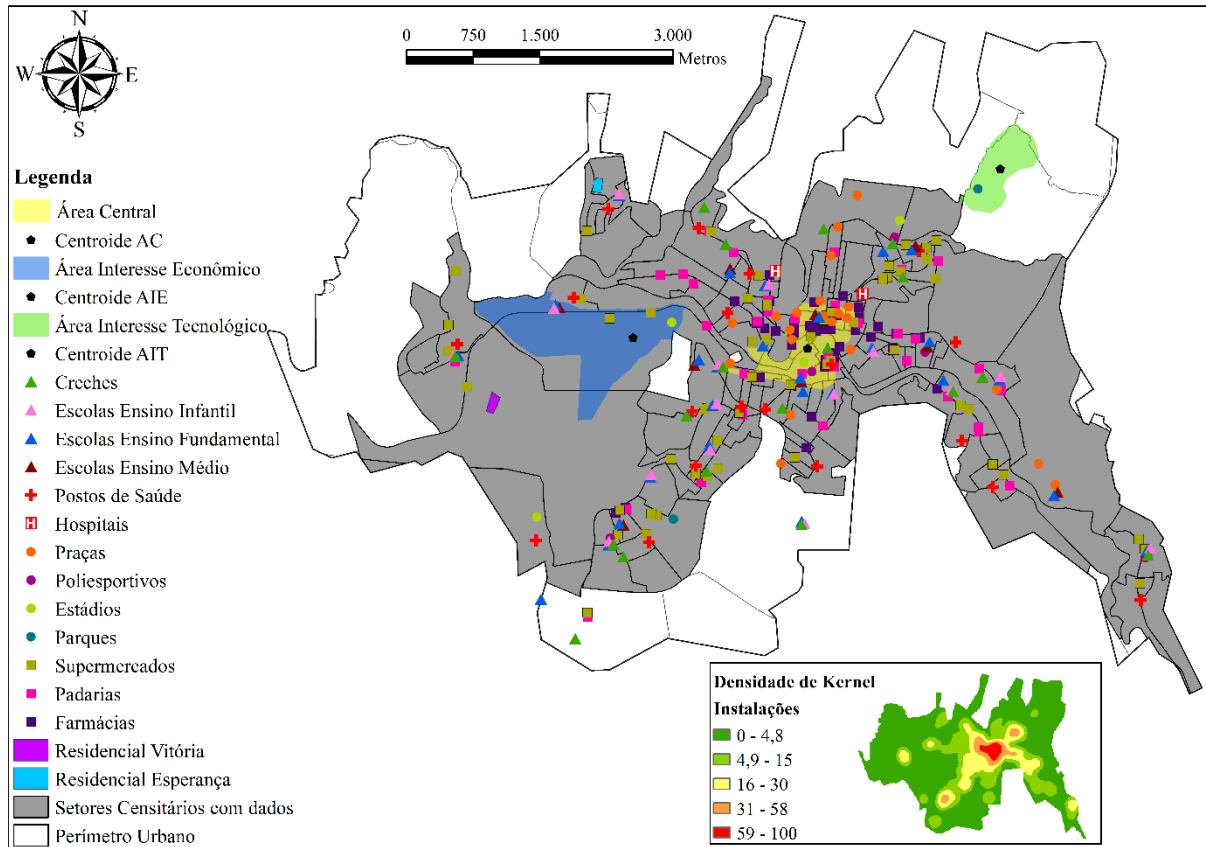 N
W E
S
0 750 1.500 3.000
Metros
Legenda
Área Central
Centroide AC
Área Interesse Econômico
Centroide AIE
Área Interesse Tecnológico
Centroide AIT
Creches
Escolas Ensino Infantil
Escolas Ensino Fundamental
Escolas Ensino Médio
Postos de Saúde
H Hospitais
Praças
Poliesportivos
Estádios
Parques
Supermercados
Padarias
Farmácias
Residencial Vitória
Residencial Esperança
Setores Censitários com dados
Perímetro Urbano
H
H
Densidade de Kernel
Instalações
0 - 4,8
4,9 - 15
16 - 30
31 - 58
59 - 100